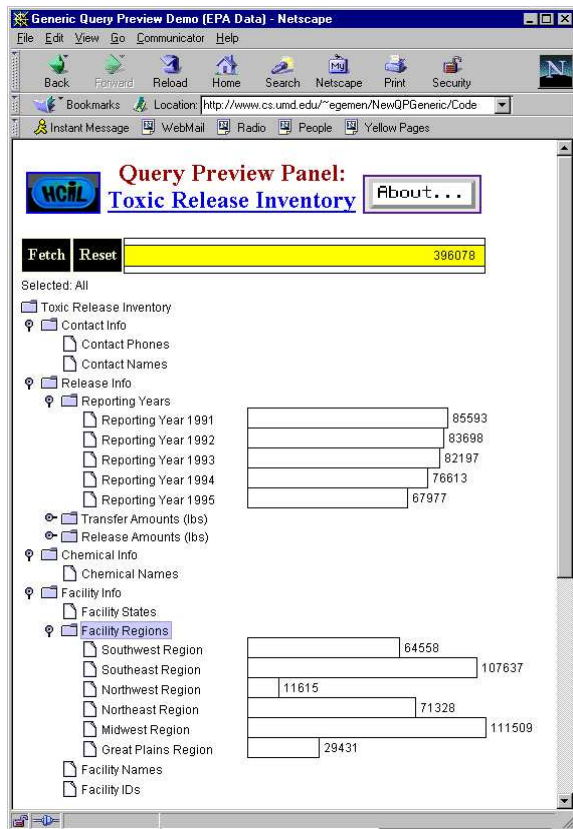 Generic Query Preview Demo (EPA Data) - Netscape
File Edit View Go Communicator Help
Back Forward Reload Home Search Netscape Print Security
Bookmarks Location: http://www.cs.umd.edu/~egemen/NewQPGeneric/Code
Instant Message WebMail Radio People Yellow Pages
HCIL
Query Preview Panel:
Toxic Release Inventory
About...
Fetch Reset 396078
Selected: All
Toxic Release Inventory
Contact Info
Contact Phones
Contact Names
Release Info
Reporting Years
Reporting Year 1991 85593
Reporting Year 1992 83698
Reporting Year 1993 82197
Reporting Year 1994 76613
Reporting Year 1995 67977
Transfer Amounts (lbs)
Release Amounts (lbs)
Chemical Info
Chemical Names
Facility Info
Facility States
Facility Regions
Southwest Region 64558
Southeast Region 107637
Northwest Region 11615
Northeast Region 71328
Midwest Region 111509
Great Plains Region 29431
Facility Names
Facility IDs